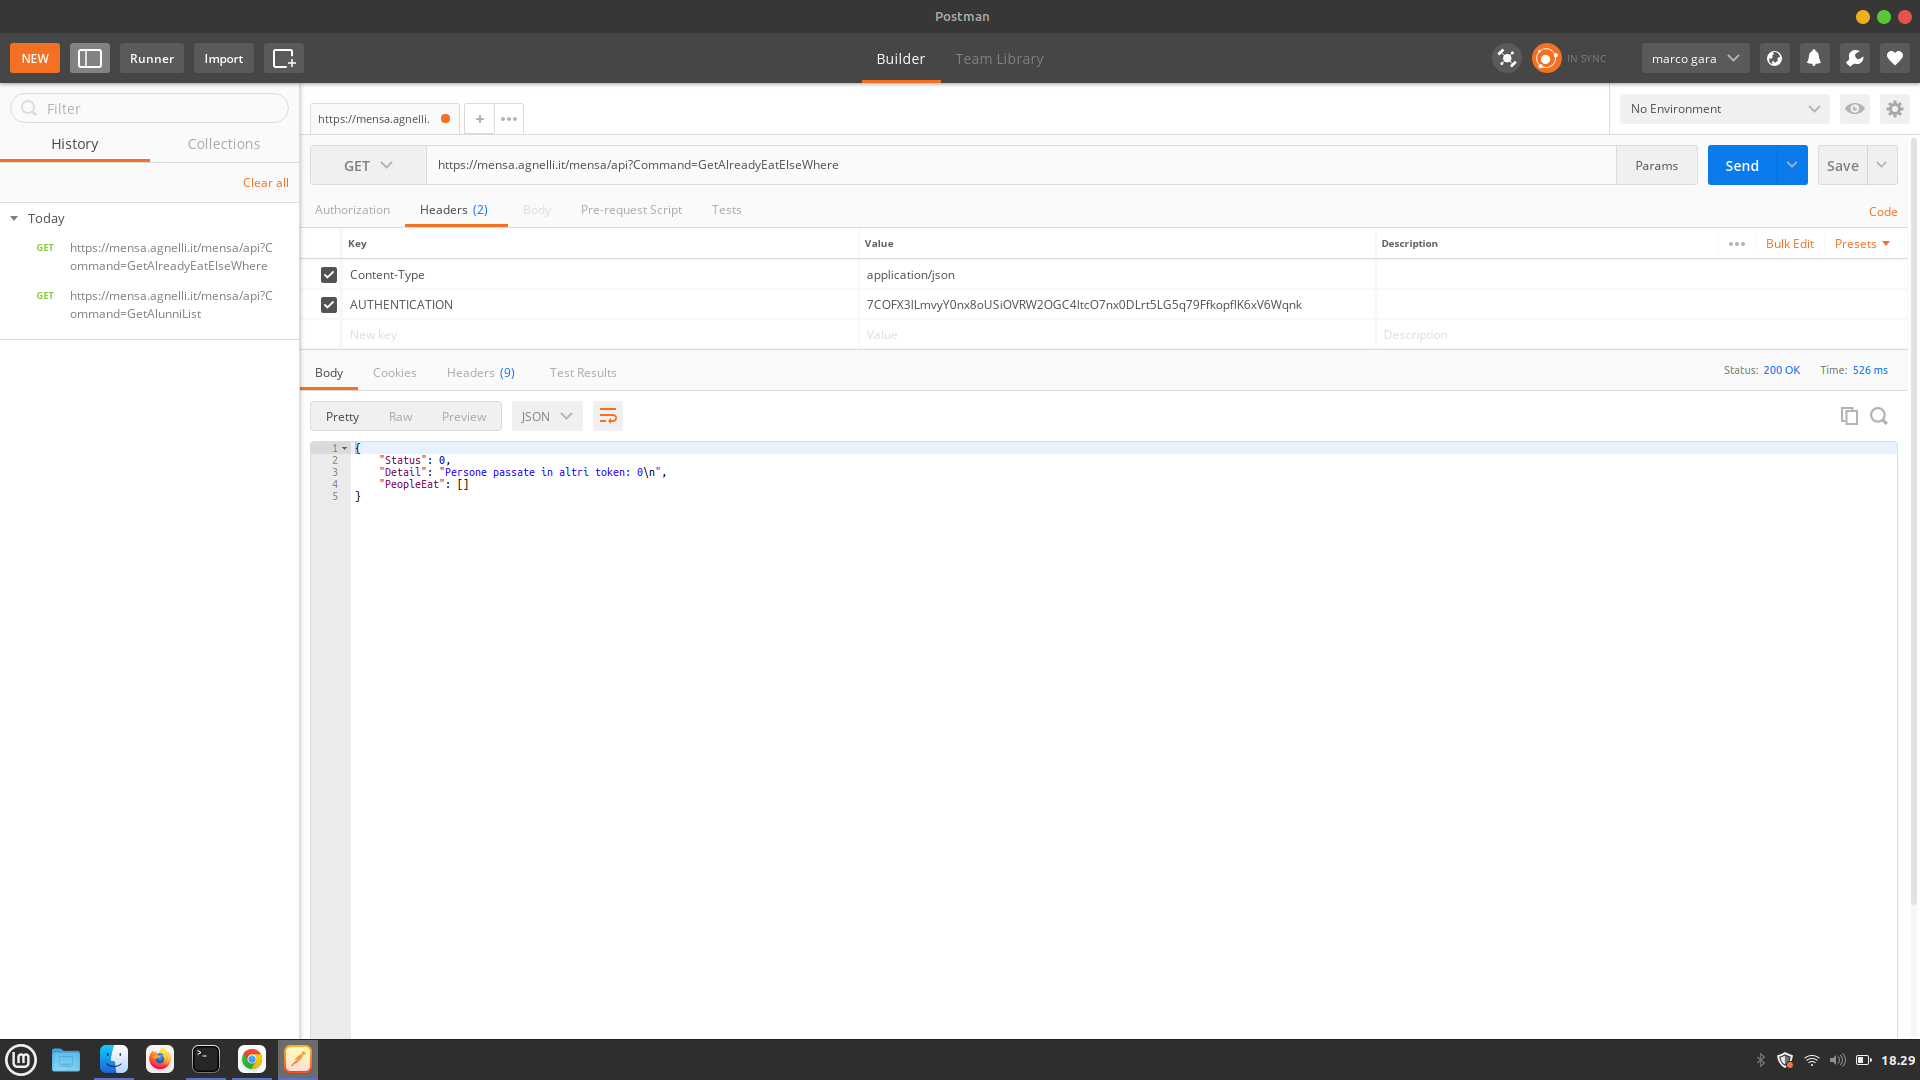 Postman
NEW
Runner
Import
Builder
Team Library
IN SYNC
marco gara
Filter
History
Collections
Clear all
Today
GET https://mensa.agnelli.it/mensa/api?C
ommand=GetAlreadyEatElseWhere
GET https://mensa.agnelli.it/mensa/api?C
ommand=GetAlunniList
https://mensa.agnelli.
No Environment
GET
https://mensa.agnelli.it/mensa/api?Command=GetAlreadyEatElseWhere
Params
Send
Save
Authorization
Headers (2)
Body
Pre-request Script
Tests
Code
Key
Value
Description
Bulk Edit
Presets
Content-Type
application/json
AUTHENTICATION
New key
Value
Description
Body
Cookies
Headers (9)
Test Results
Status: 200 OK
Time: 526 ms
Pretty
Raw
Preview
JSON
1 {
2 "Status": 0,
3 "Detail": "Persone passate in altri token: 0\n",
4 "PeopleEat": []
5 }
18.29